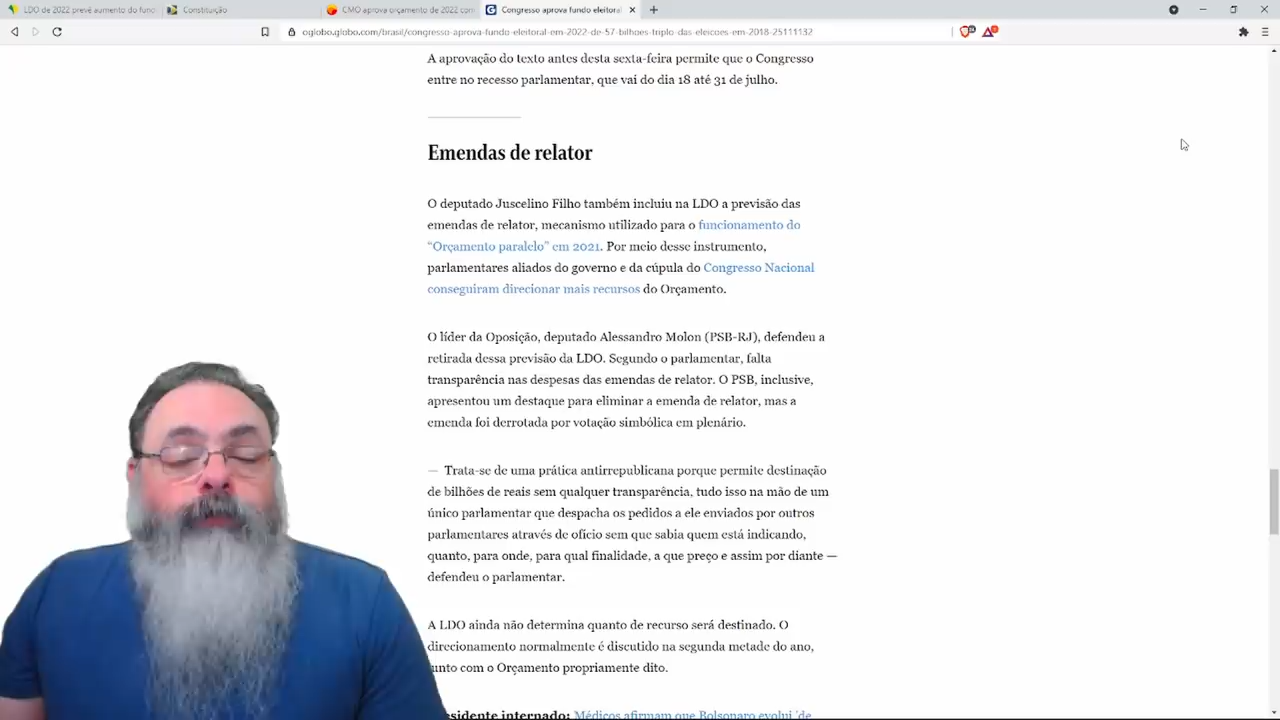 LDO de 2022 prevê aumento do fund
Constituição
CMO aprova orçamento de 2022 com
Congresso aprova fundo eleitoral
oglobo.globo.com/brasil/congresso-aprova-fundo-eleitoral-em-2022-de-57-bilhoes-triplo-das-eleicoes-em-2018-25111132
A aprovação do texto antes desta sexta-feira permite que o Congresso
entre no recesso parlamentar, que vai do dia 18 até 31 de julho.
Emendas de relator
O deputado Juscelino Filho também incluiu na LDO a previsão das
emendas de relator, mecanismo utilizado para o funcionamento do
“Orçamento paralelo” em 2021. Por meio desse instrumento,
parlamentares aliados do governo e da cúpula do Congresso Nacional
conseguiram direcionar mais recursos do Orçamento.
O líder da Oposição, deputado Alessandro Molon (PSB-RJ), defendeu a
retirada dessa previsão da LDO. Segundo o parlamentar, falta
transparência nas despesas das emendas de relator. O PSB, inclusive,
apresentou um destaque para eliminar a emenda de relator, mas a
emenda foi derrotada por votação simbólica em plenário.
— Trata-se de uma prática antirrepublicana porque permite destinação
de bilhões de reais sem qualquer transparência, tudo isso na mão de um
único parlamentar que despacha os pedidos a ele enviados por outros
parlamentares através de ofício sem que sabia quem está indicando,
quanto, para onde, para qual finalidade, a que preço e assim por diante —
defendeu o parlamentar.
A LDO ainda não determina quanto de recurso será destinado. O
direcionamento normalmente é discutido na segunda metade do ano,
unto com o Orçamento propriamente dito.
esidente internado: Médicos afirmam que Bolsonaro evolui 'de